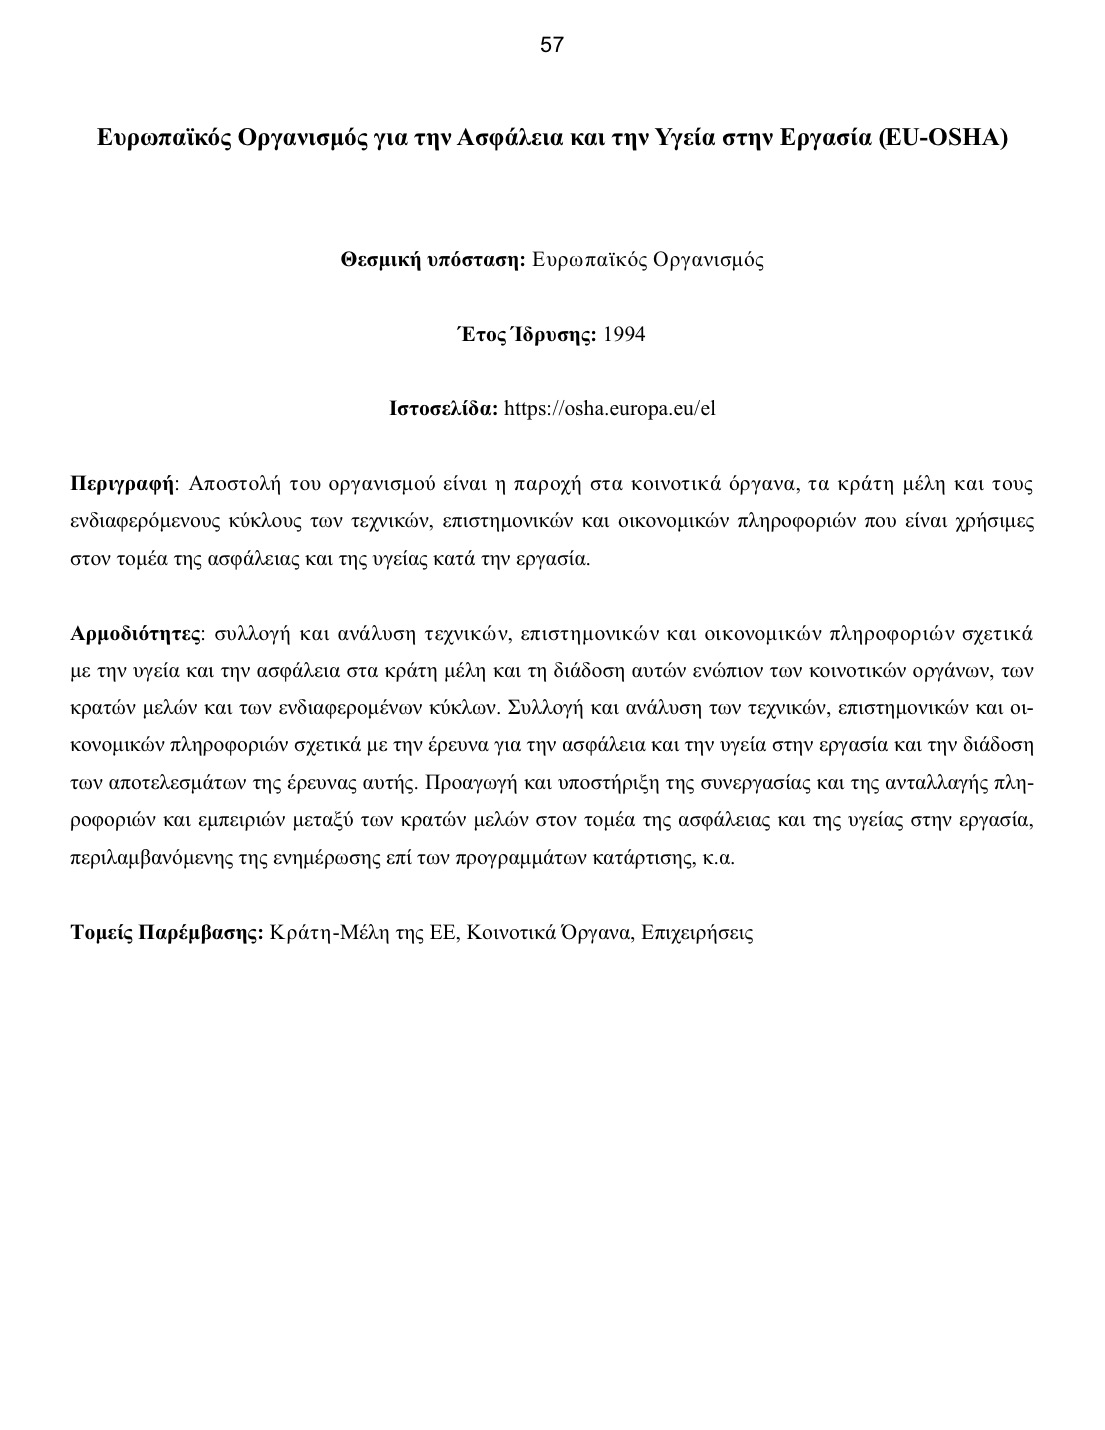 57
Ευρωπαϊκός Οργανισμός για την Ασφάλεια και την Υγεία στην Εργασία (EU-OSHA)
Θεσμική υπόσταση: Ευρωπαϊκός Οργανισμός
Έτος Ίδρυσης: 1994
Ιστοσελίδα: https://osha.europa.eu/el
Περιγραφή: Αποστολή του οργανισμού είναι η παροχή στα κοινοτικά όργανα, τα κράτη μέλη και τους
ενδιαφερόμενους κύκλους των τεχνικών, επιστημονικών και οικονομικών πληροφοριών που είναι χρήσιμες
στον τομέα της ασφάλειας και της υγείας κατά την εργασία.
Αρμοδιότητες: συλλογή και ανάλυση τεχνικών, επιστημονικών και οικονομικών πληροφοριών σχετικά
με την υγεία και την ασφάλεια στα κράτη μέλη και τη διάδοση αυτών ενώπιον των κοινοτικών οργάνων, των
κρατών μελών και των ενδιαφερομένων κύκλων. Συλλογή και ανάλυση των τεχνικών, επιστημονικών και οι-
κονομικών πληροφοριών σχετικά με την έρευνα για την ασφάλεια και την υγεία στην εργασία και την διάδοση
των αποτελεσμάτων της έρευνας αυτής. Προαγωγή και υποστήριξη της συνεργασίας και της ανταλλαγής πλη-
ροφοριών και εμπειριών μεταξύ των κρατών μελών στον τομέα της ασφάλειας και της υγείας στην εργασία,
περιλαμβανόμενης της ενημέρωσης επί των προγραμμάτων κατάρτισης, κ.α.
Τομείς Παρέμβασης: Κράτη-Μέλη της ΕΕ, Κοινοτικά Όργανα, Επιχειρήσεις